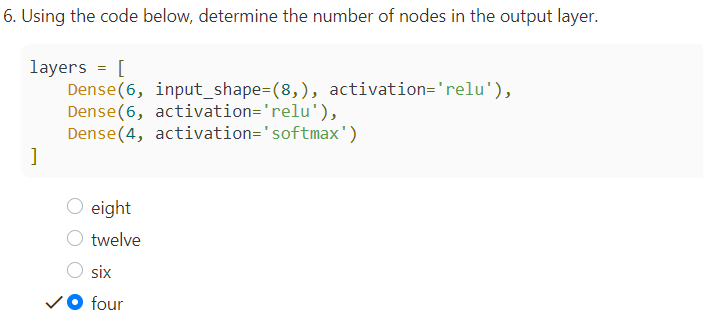 6. Using the code below, determine the number of nodes in the output layer.
layers = [
    Dense(6, input_shape=(8,), activation='relu'),
    Dense(6, activation='relu'),
    Dense(4, activation='softmax')
]
eight
twelve
six
four